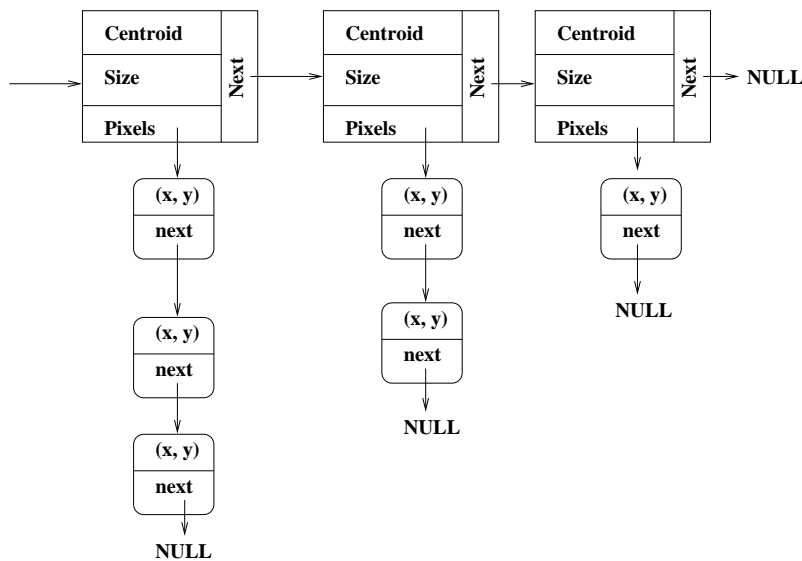 Centroid
Size
Pixels
Next
Centroid
Size
Pixels
Next
Centroid
Size
Pixels
Next
NULL
(x, y)
next
(x, y)
next
(x, y)
next
NULL
(x, y)
next
(x, y)
next
NULL
(x, y)
next
NULL